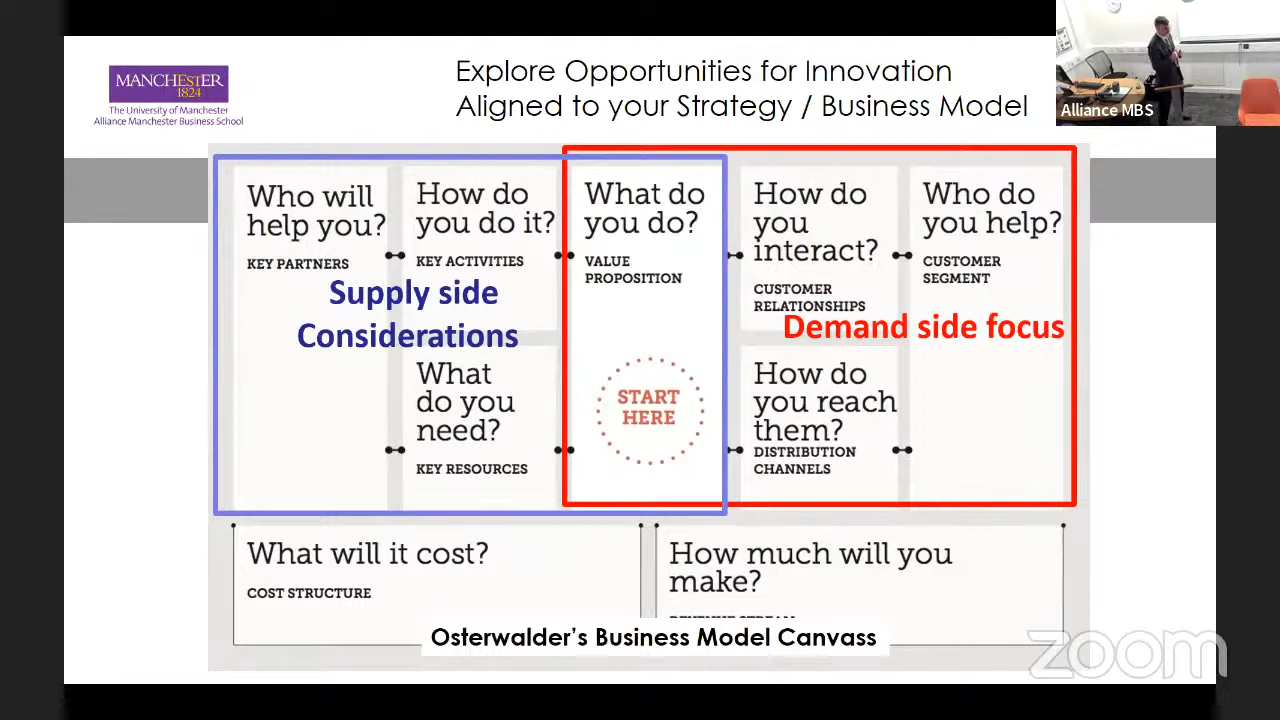 MANCHESTER
1824
The University of Manchester
Alliance Manchester Business School
Explore Opportunities for Innovation
Aligned to your Strategy / Business Model
Alliance MBS
Who will
help you?
KEY PARTNERS
How do
you do it?
KEY ACTIVITIES
What do
you do?
VALUE
PROPOSITION
How do
you
interact?
CUSTOMER
RELATIONSHIPS
Who do
you help?
CUSTOMER
SEGMENT
Supply side
Considerations
Demand side focus
What
do you
need?
KEY RESOURCES
START
HERE
How do
you reach
them?
DISTRIBUTION
CHANNELS
What will it cost?
COST STRUCTURE
How much will you
make?
REVENUE STREAM
Osterwalder's Business Model Canvass
zoom